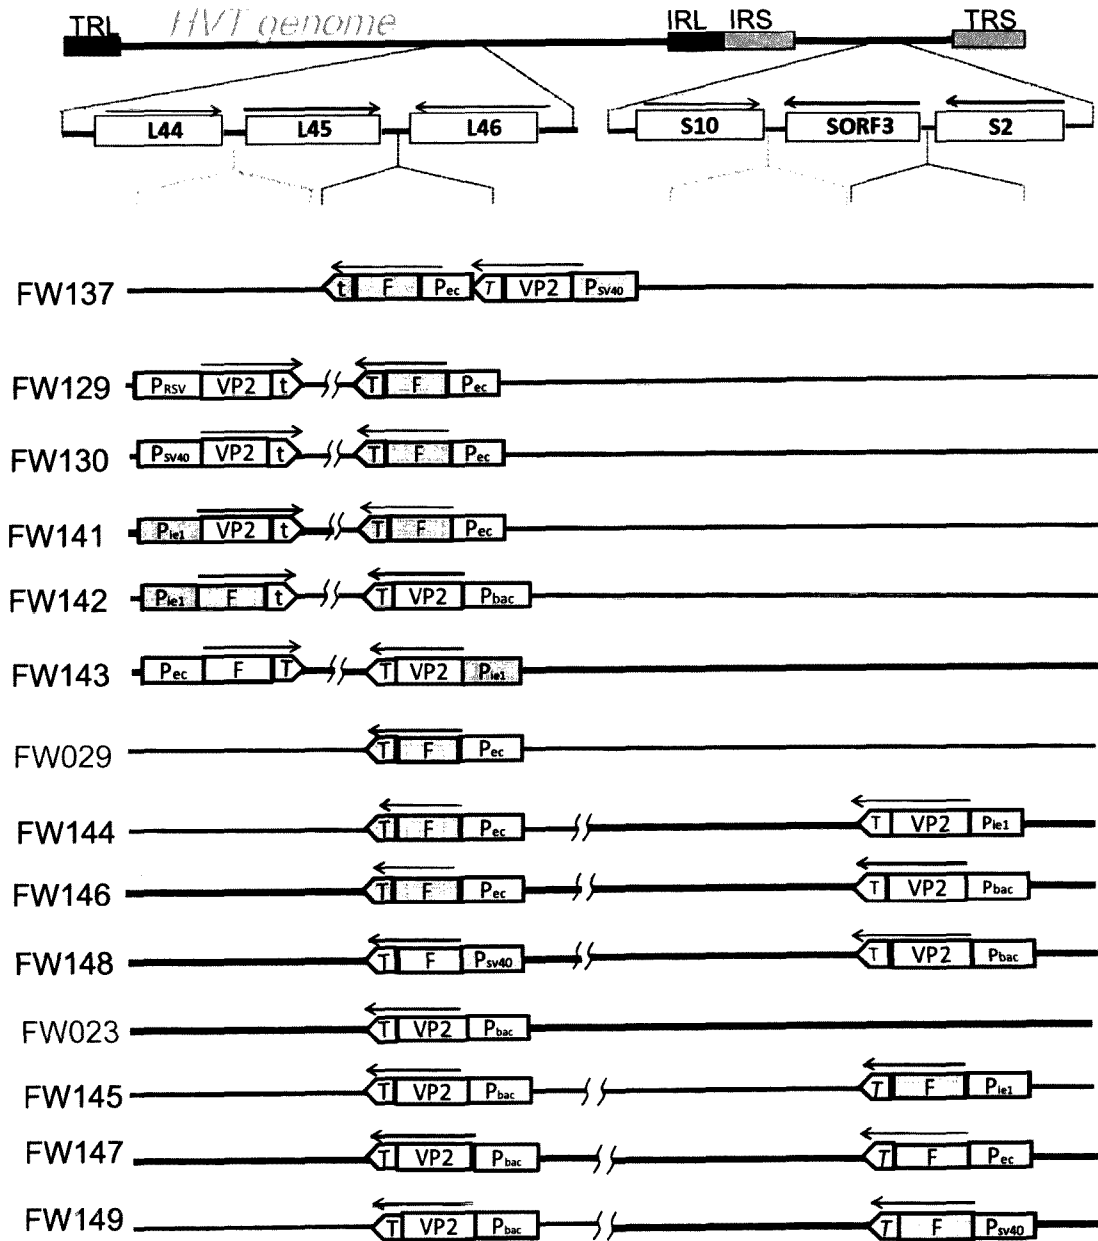 TRL HVT genome IRL IRS TRS
L44 L45 L46 S10 SORF3 S2
FW137 t F Pec T VP2 PSV40
FW129 PRSV VP2 t T F Pec
FW130 PSV40 VP2 t T F Pec
FW141 Pie1 VP2 t T F Pec
FW142 Pie1 F t T VP2 Pbac
FW143 Pec F T T VP2 Pie1
FW029 T F Pec
FW144 T F Pec T VP2 Pie1
FW146 T F Pec T VP2 Pbac
FW148 T F Psv40 T VP2 Pbac
FW023 T VP2 Pbac
FW145 T VP2 Pbac T F Pie1
FW147 T VP2 Pbac T F Pec
FW149 T VP2 Pbac T F Psv40